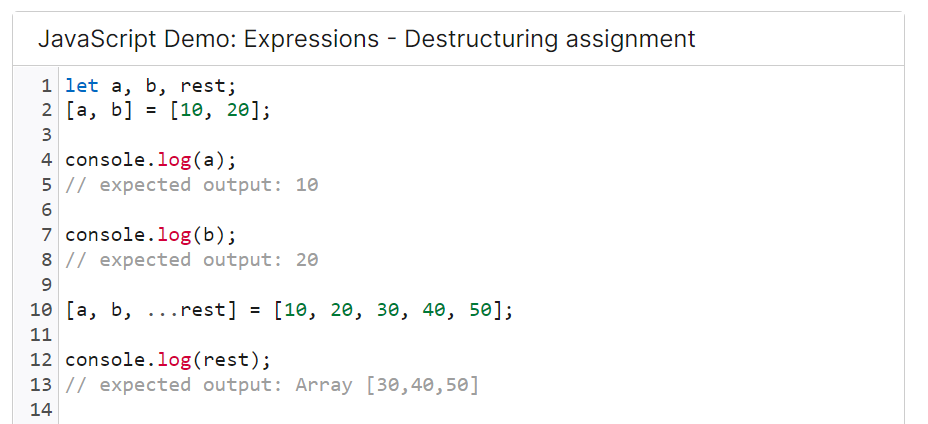 JavaScript Demo: Expressions - Destructuring assignment
1 let a, b, rest;
2 [a, b] = [10, 20];
3
4 console.log(a);
5 // expected output: 10
6
7 console.log(b);
8 // expected output: 20
9
10 [a, b, ...rest] = [10, 20, 30, 40, 50];
11
12 console.log(rest);
13 // expected output: Array [30,40,50]
14